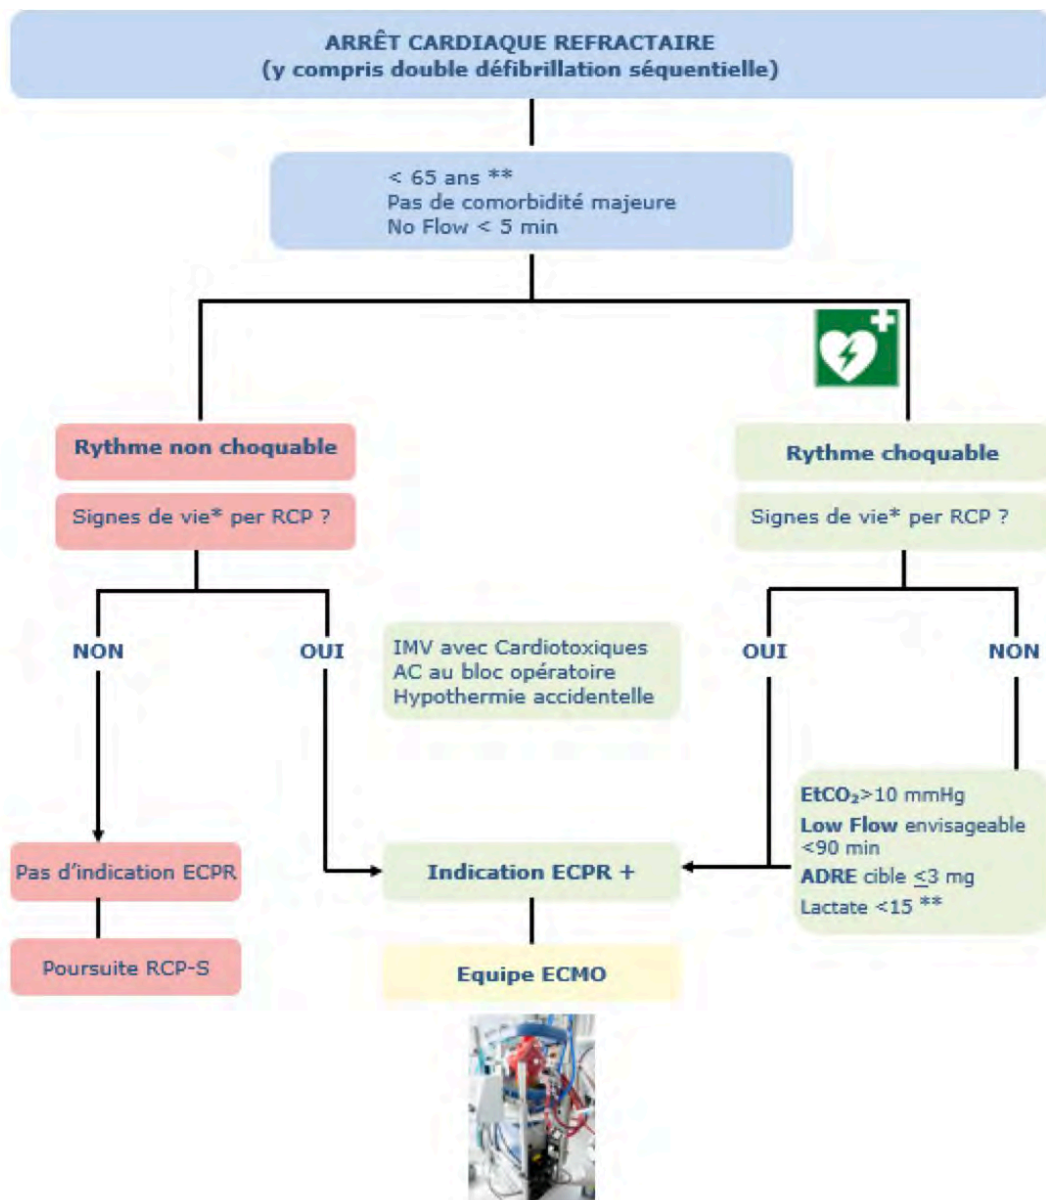 ARRÊT CARDIAQUE REFRACTAIRE
(y compris double défibrillation séquentielle)
< 65 ans **
Pas de comorbidité majeure
No Flow < 5 min
Rythme non choquable
Rythme choquable
Signes de vie* per RCP ?
Signes de vie* per RCP ?
NON
OUI
IMV avec Cardiotoxiques
AC au bloc opératoire
Hypothermie accidentelle
OUI
NON
EtCO₂>10 mmHg
Low Flow envisageable
<90 min
ADRE cible ≤3 mg
Lactate <15 **
Pas d'indication ECPR
Indication ECPR +
Poursuite RCP-S
Equipe ECMO